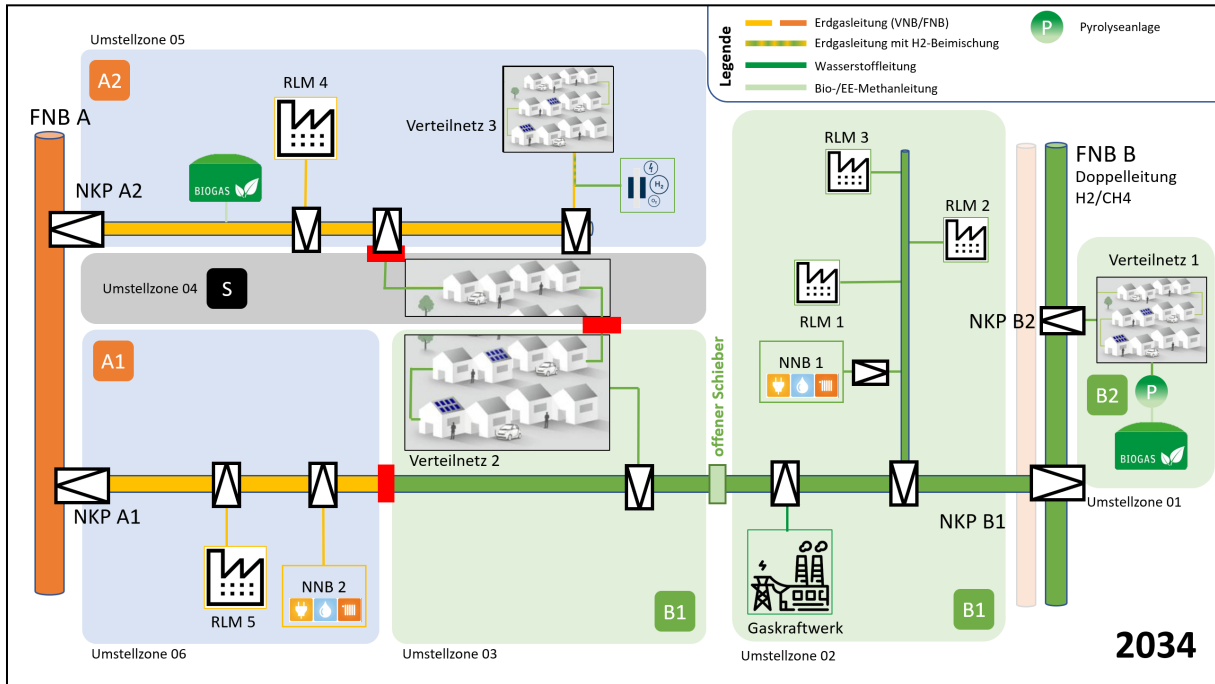 Umstellzone 05
A2
FNB A
RLM 4
Verteilnetz 3
BIOGAS
NKP A2
H₂
O₂
Legende
Erdgasleitung (VNB/FNB)
Erdgasleitung mit H2-Beimischung
Wasserstoffleitung
Bio-/EE-Methanleitung
P
Pyrolyseanlage
RLM 3
RLM 2
RLM 1
NNB 1
FNB B
Doppelleitung
H2/CH4
Verteilnetz 1
NKP B2
P
B2
BIOGAS
Umstellzone 01
Umstellzone 04
S
A1
Verteilnetz 2
offener Schieber
NKP A1
NKP B1
RLM 5
NNB 2
B1
Gaskraftwerk
B1
Umstellzone 06
Umstellzone 03
Umstellzone 02
2034